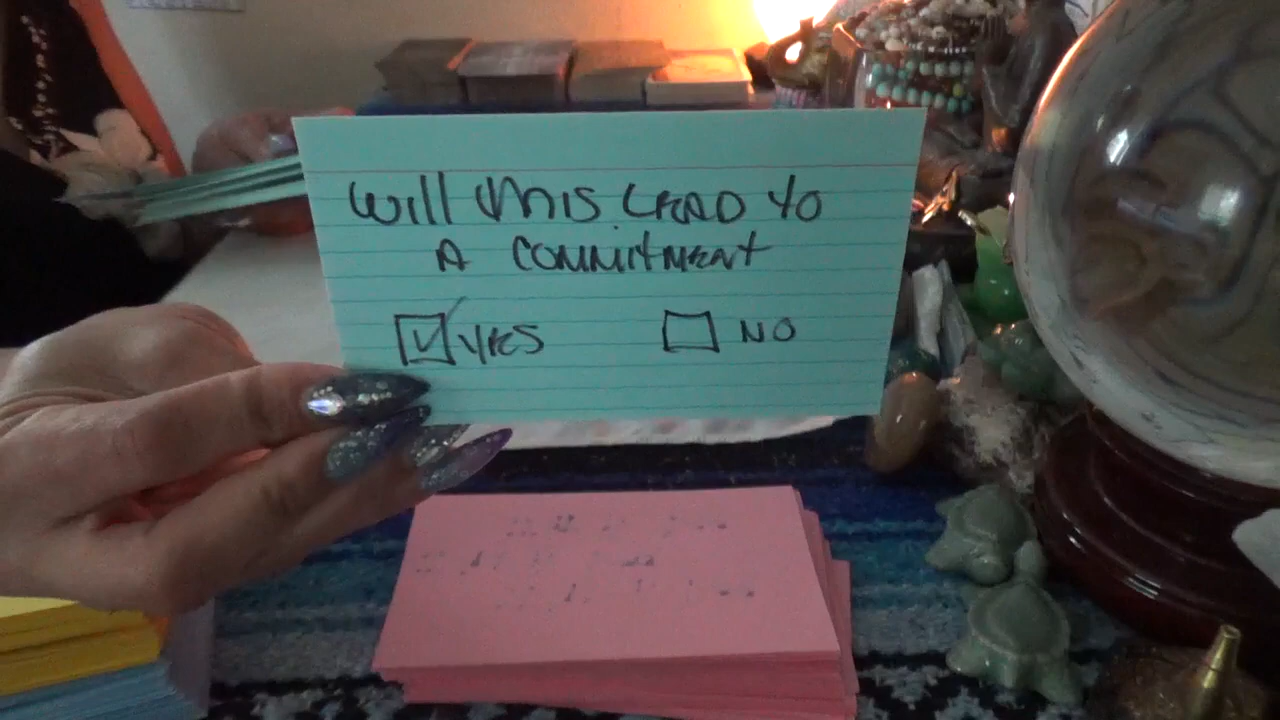 Will this LEAD to
A COMMITMENT
☑ YES ☐ NO